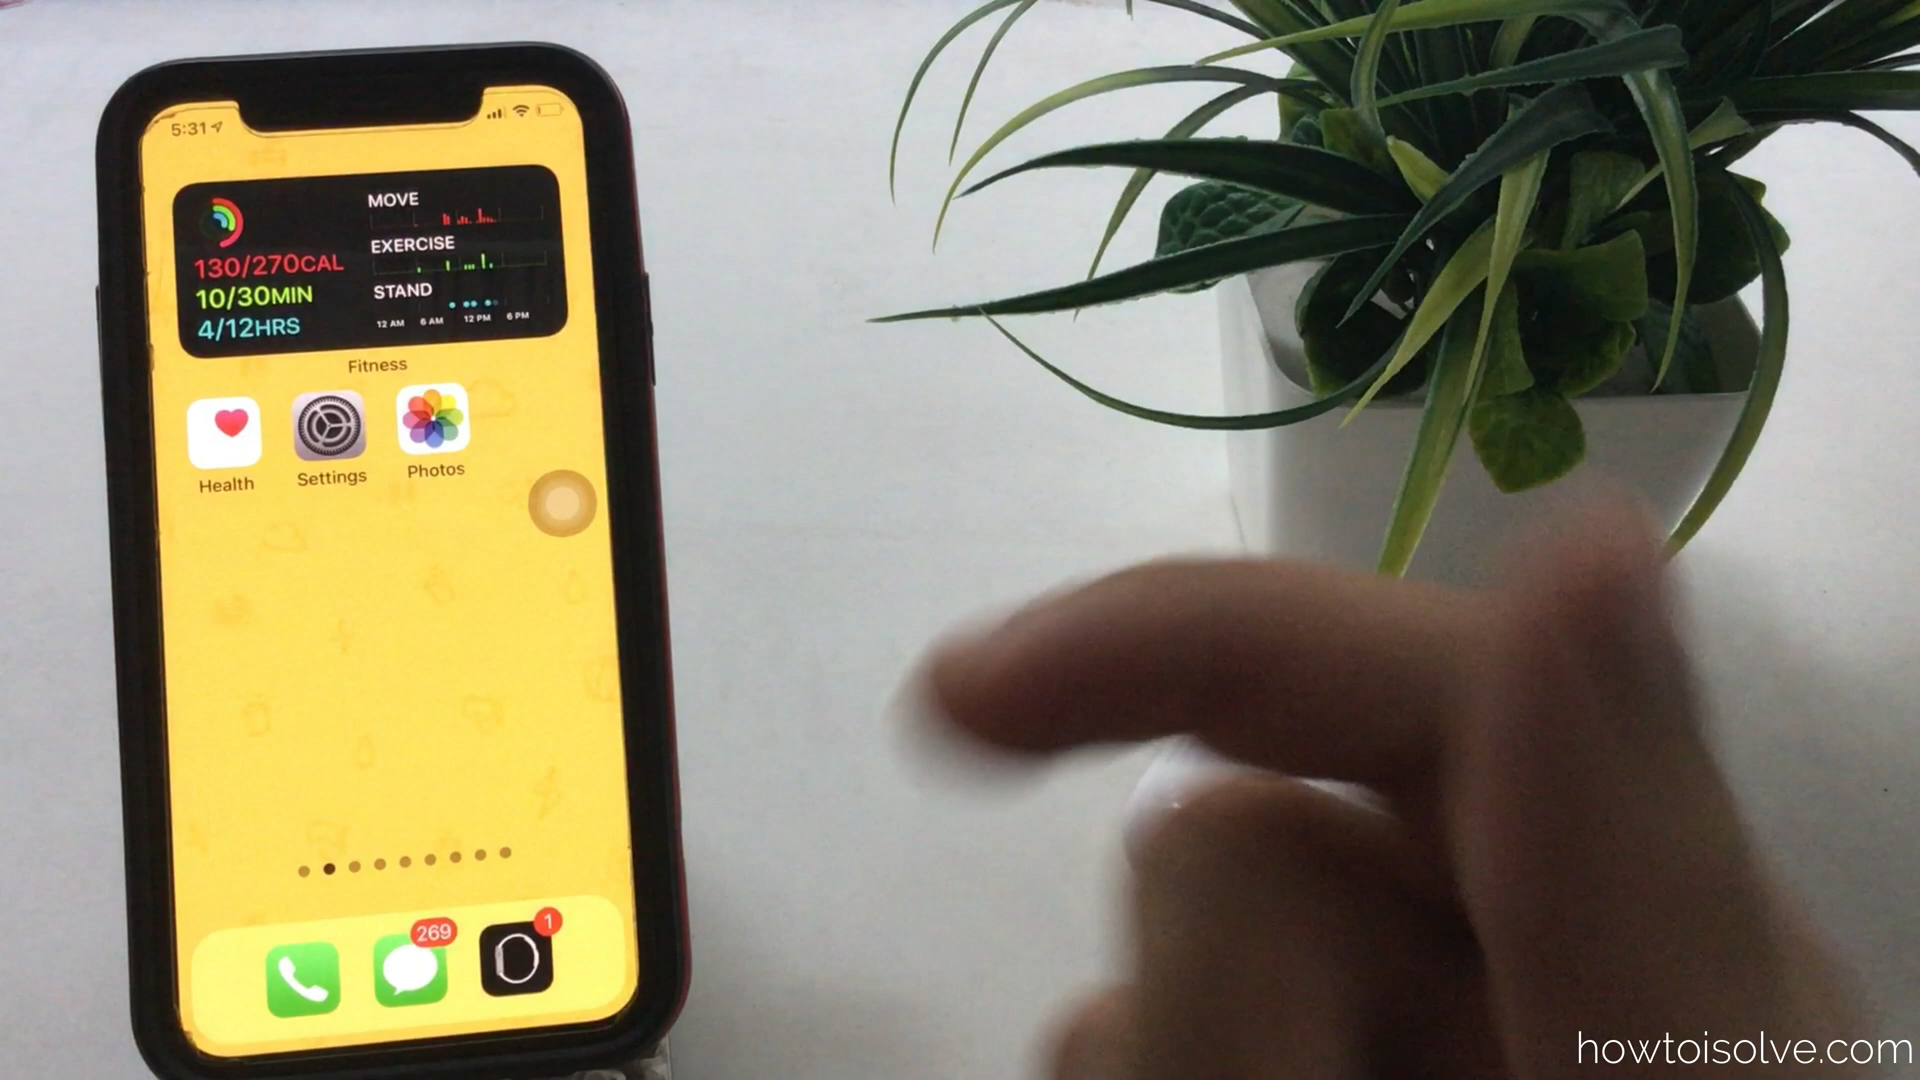 5:31
MOVE
130/270CAL
EXERCISE
10/30MIN
STAND
4/12HRS
12 AM 6 AM 12 PM 6 PM
Fitness
Health Settings Photos
269
1
howtoisolve.com